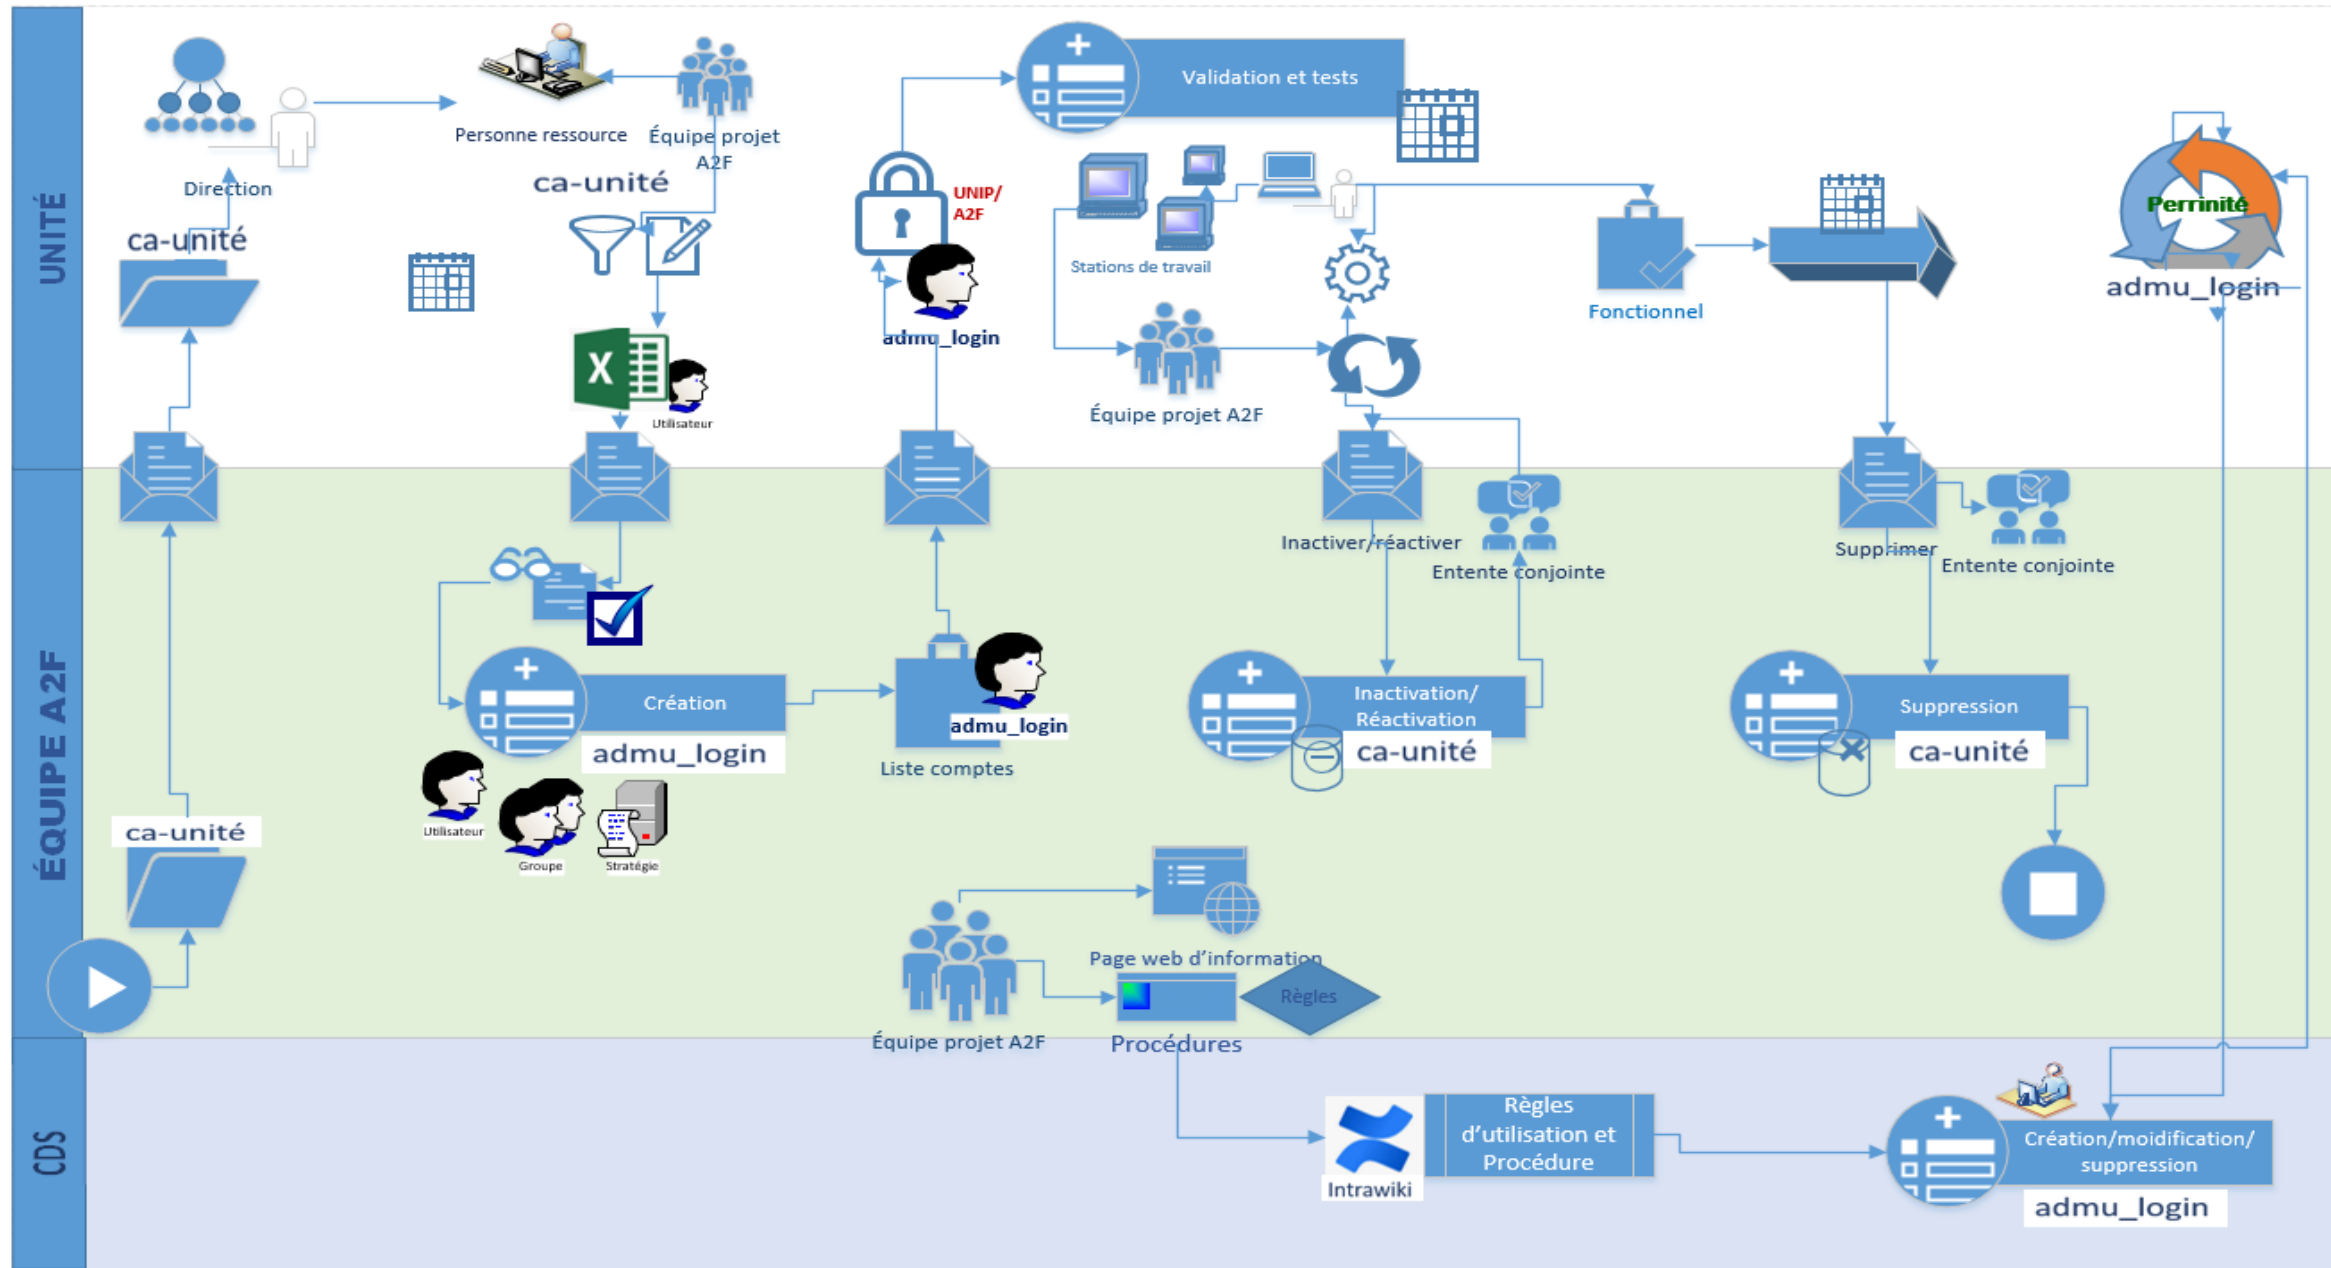 UNITÉ
Direction
ca-unité
Personne ressource
Équipe projet
A2F
ca-unité
Utilisateur
UNIP/
A2F
admu_login
Validation et tests
Stations de travail
Équipe projet A2F
Fonctionnel
Perrinité
admu_login
ÉQUIPE A2F
ca-unité
Création
admu_login
Utilisateur
Groupe
Stratégie
admu_login
Liste comptes
Inactiver/réactiver
Entente conjointe
Inactivation/
Réactivation
ca-unité
Supprimer
Entente conjointe
Suppression
ca-unité
Page web d’information
Règles
Équipe projet A2F
Procédures
CDS
Intrawiki
Règles
d’utilisation et
Procédure
Création/moidification/
suppression
admu_login